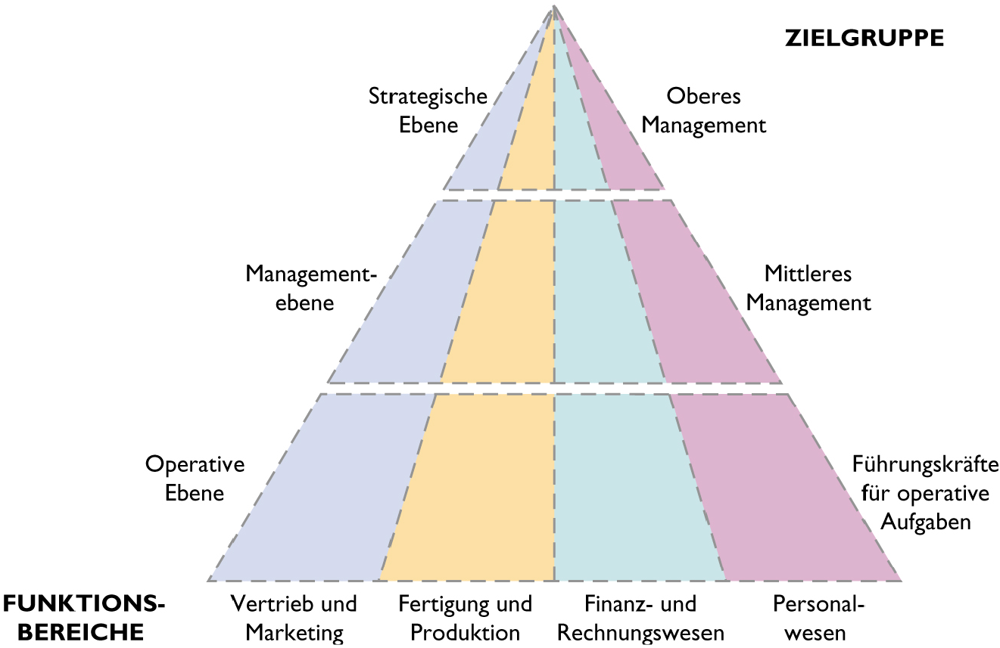 ZIELGRUPPE
Strategische
Ebene
Oberes
Management
Management-
ebene
Mittleres
Management
Operative
Ebene
Führungskräfte
für operative
Aufgaben
FUNKTIONS-
BEREICHE
Vertrieb und
Marketing
Fertigung und
Produktion
Finanz- und
Rechnungswesen
Personal-
wesen